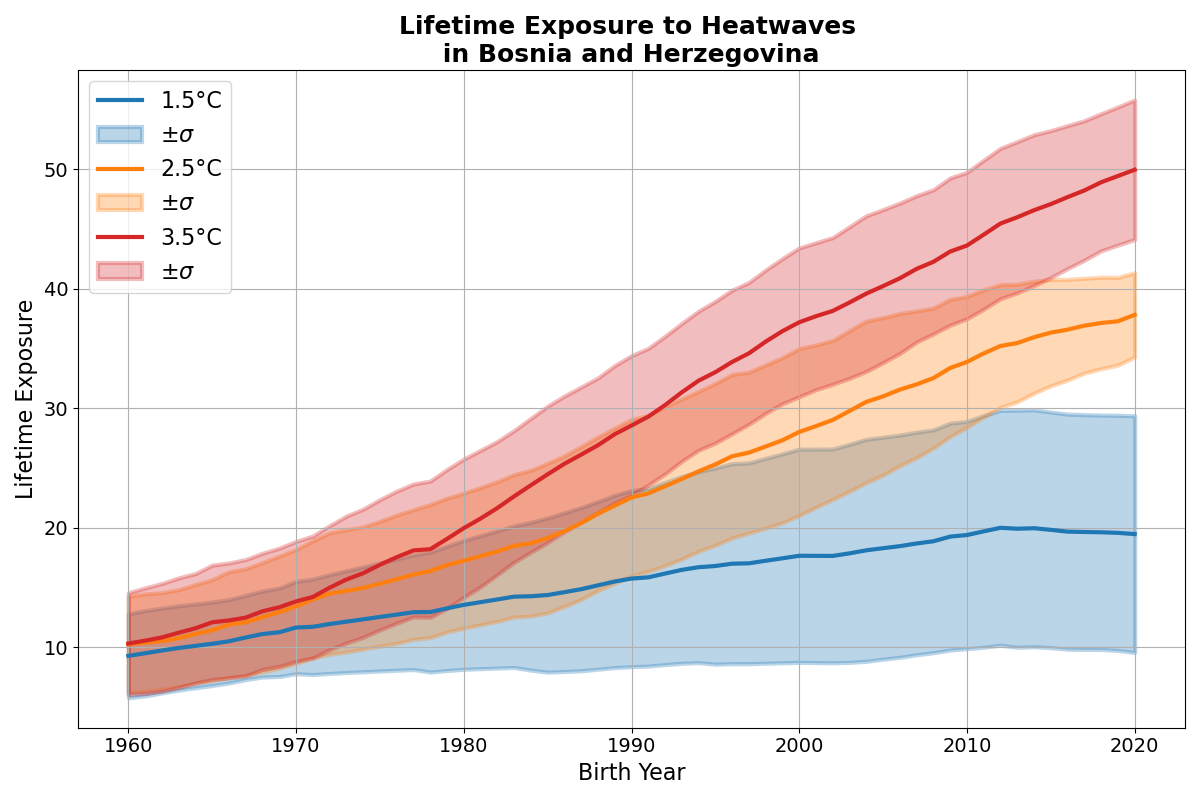 Lifetime Exposure to Heatwaves
in Bosnia and Herzegovina
1.5°C
±σ
2.5°C
±σ
3.5°C
±σ
Lifetime Exposure
50
40
30
20
10
1960 1970 1980 1990 2000 2010 2020
Birth Year